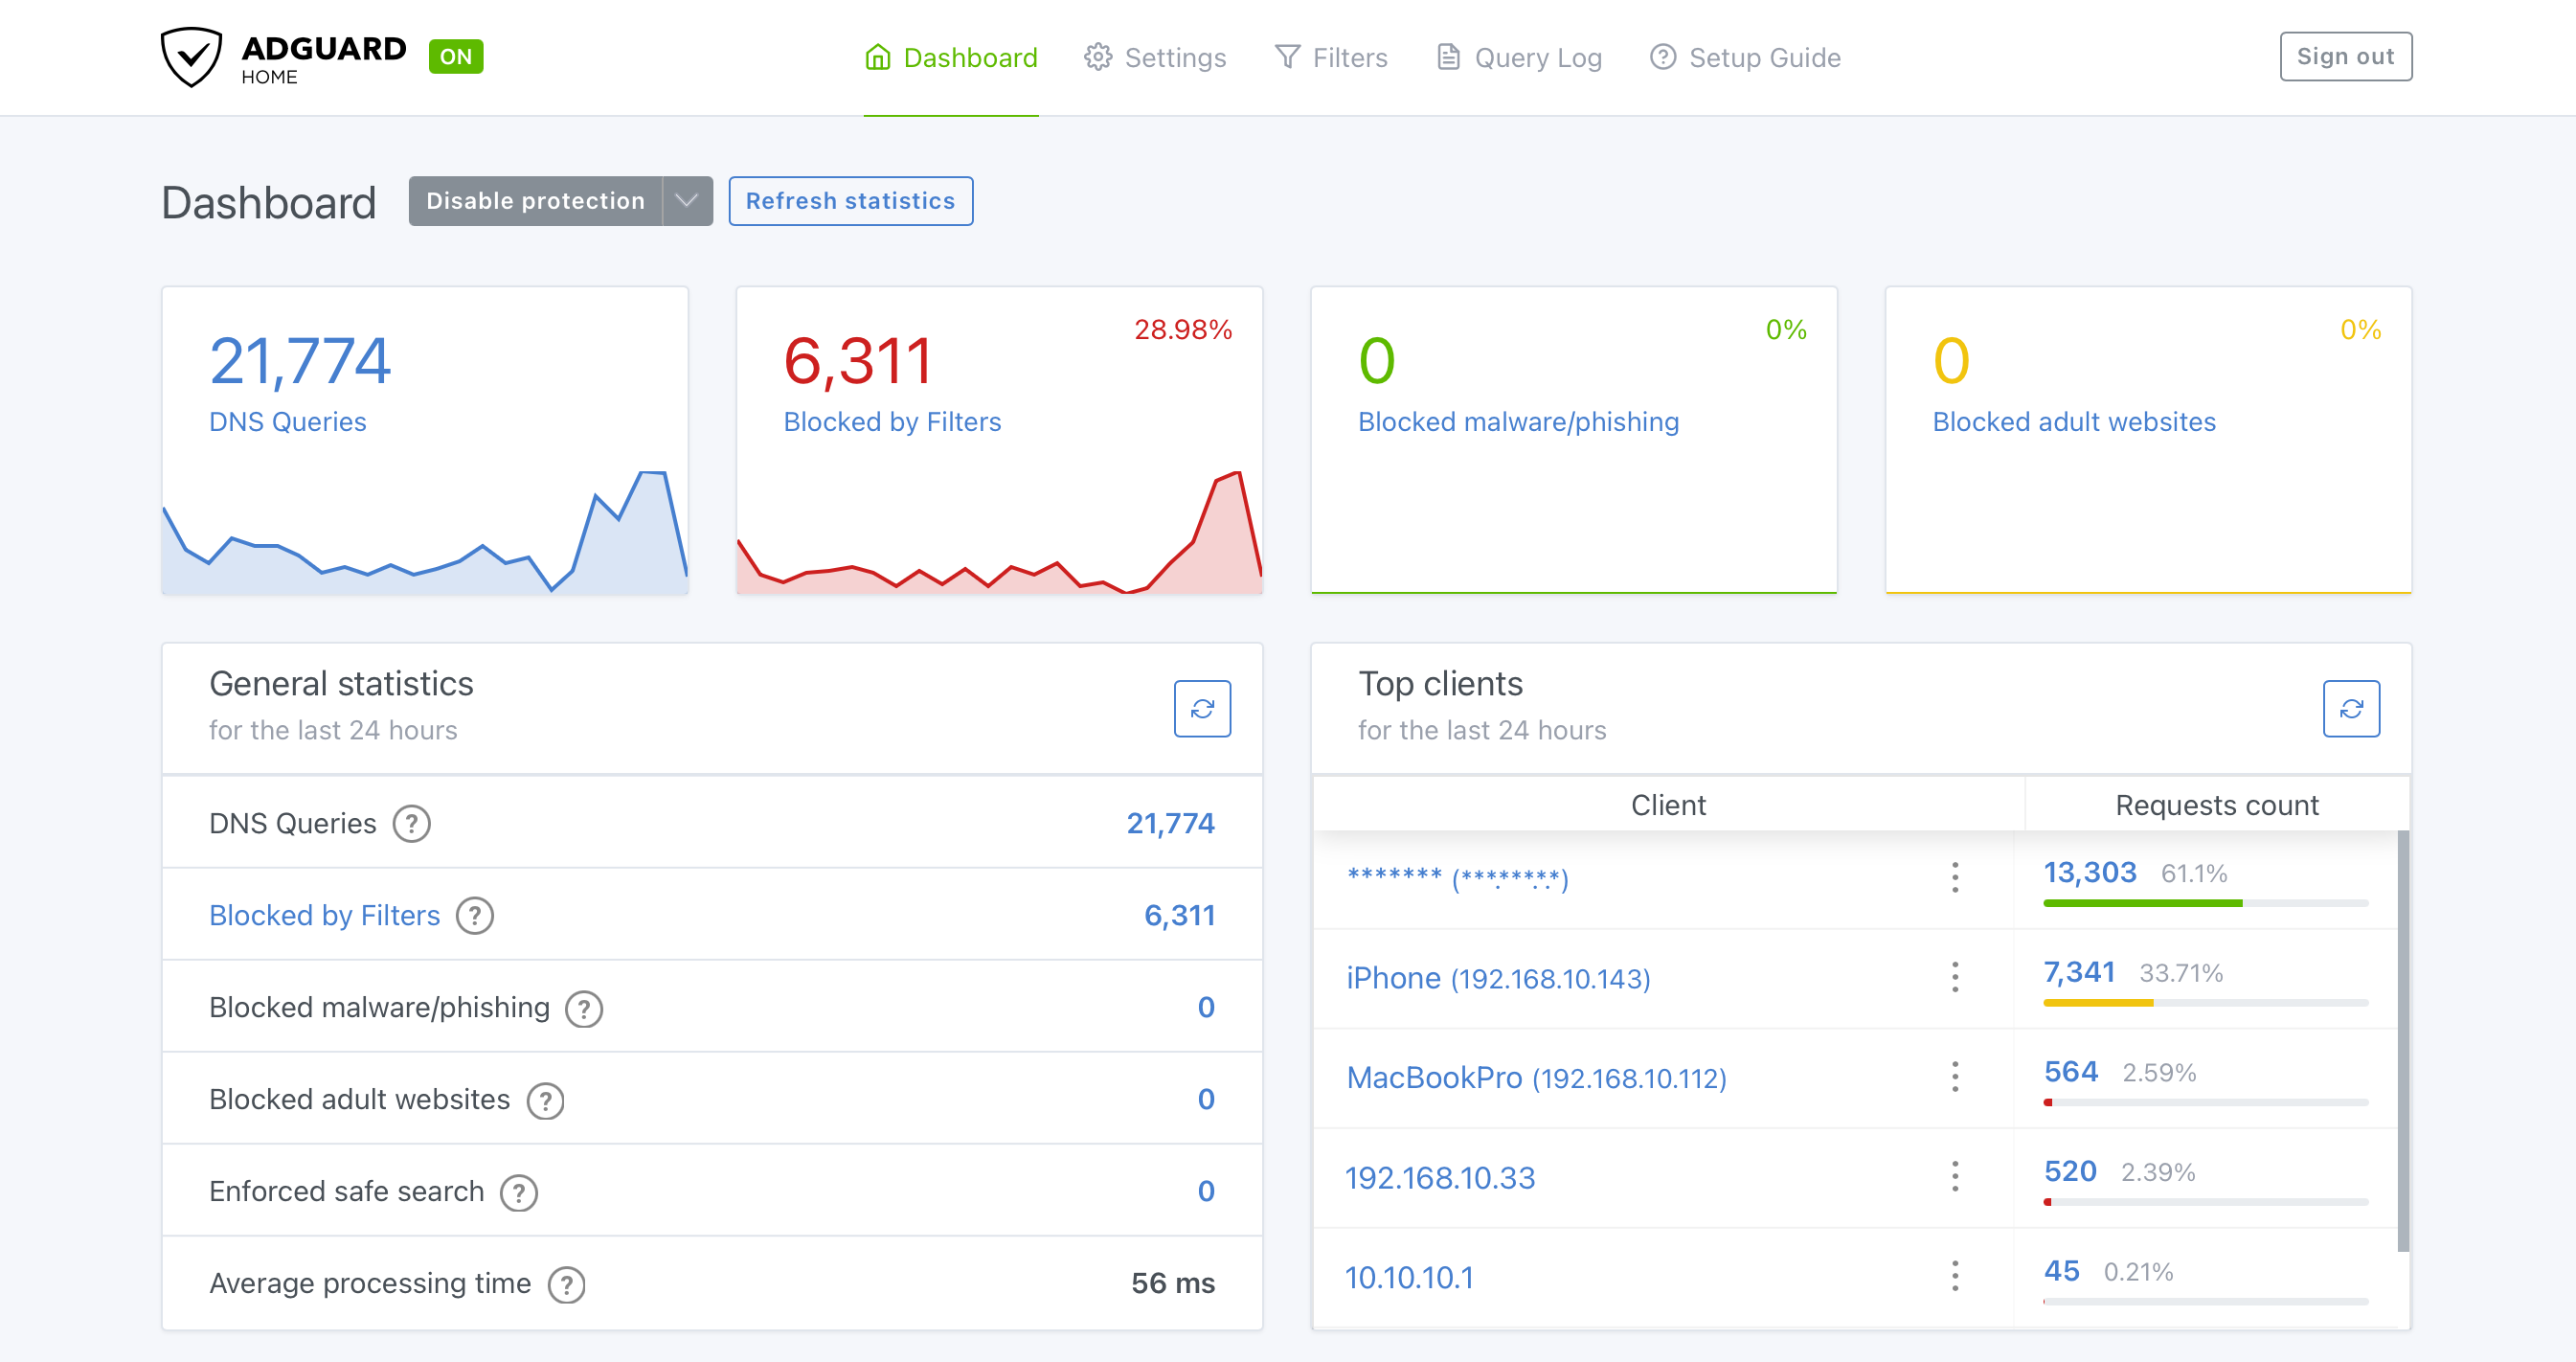 ADGUARD
HOME
ON
Dashboard
Settings
Filters
Query Log
Setup Guide
Sign out
Dashboard
Disable protection
Refresh statistics
21,774
DNS Queries
28.98%
6,311
Blocked by Filters
0%
0
Blocked malware/phishing
0%
0
Blocked adult websites
General statistics
for the last 24 hours
DNS Queries ? 21,774
Blocked by Filters ? 6,311
Blocked malware/phishing ? 0
Blocked adult websites ? 0
Enforced safe search ? 0
Average processing time ? 56 ms
Top clients
for the last 24 hours
Client Requests count
******* (***.****.*.*) 13,303 61.1%
iPhone (192.168.10.143) 7,341 33.71%
MacBookPro (192.168.10.112) 564 2.59%
192.168.10.33 520 2.39%
10.10.10.1 45 0.21%